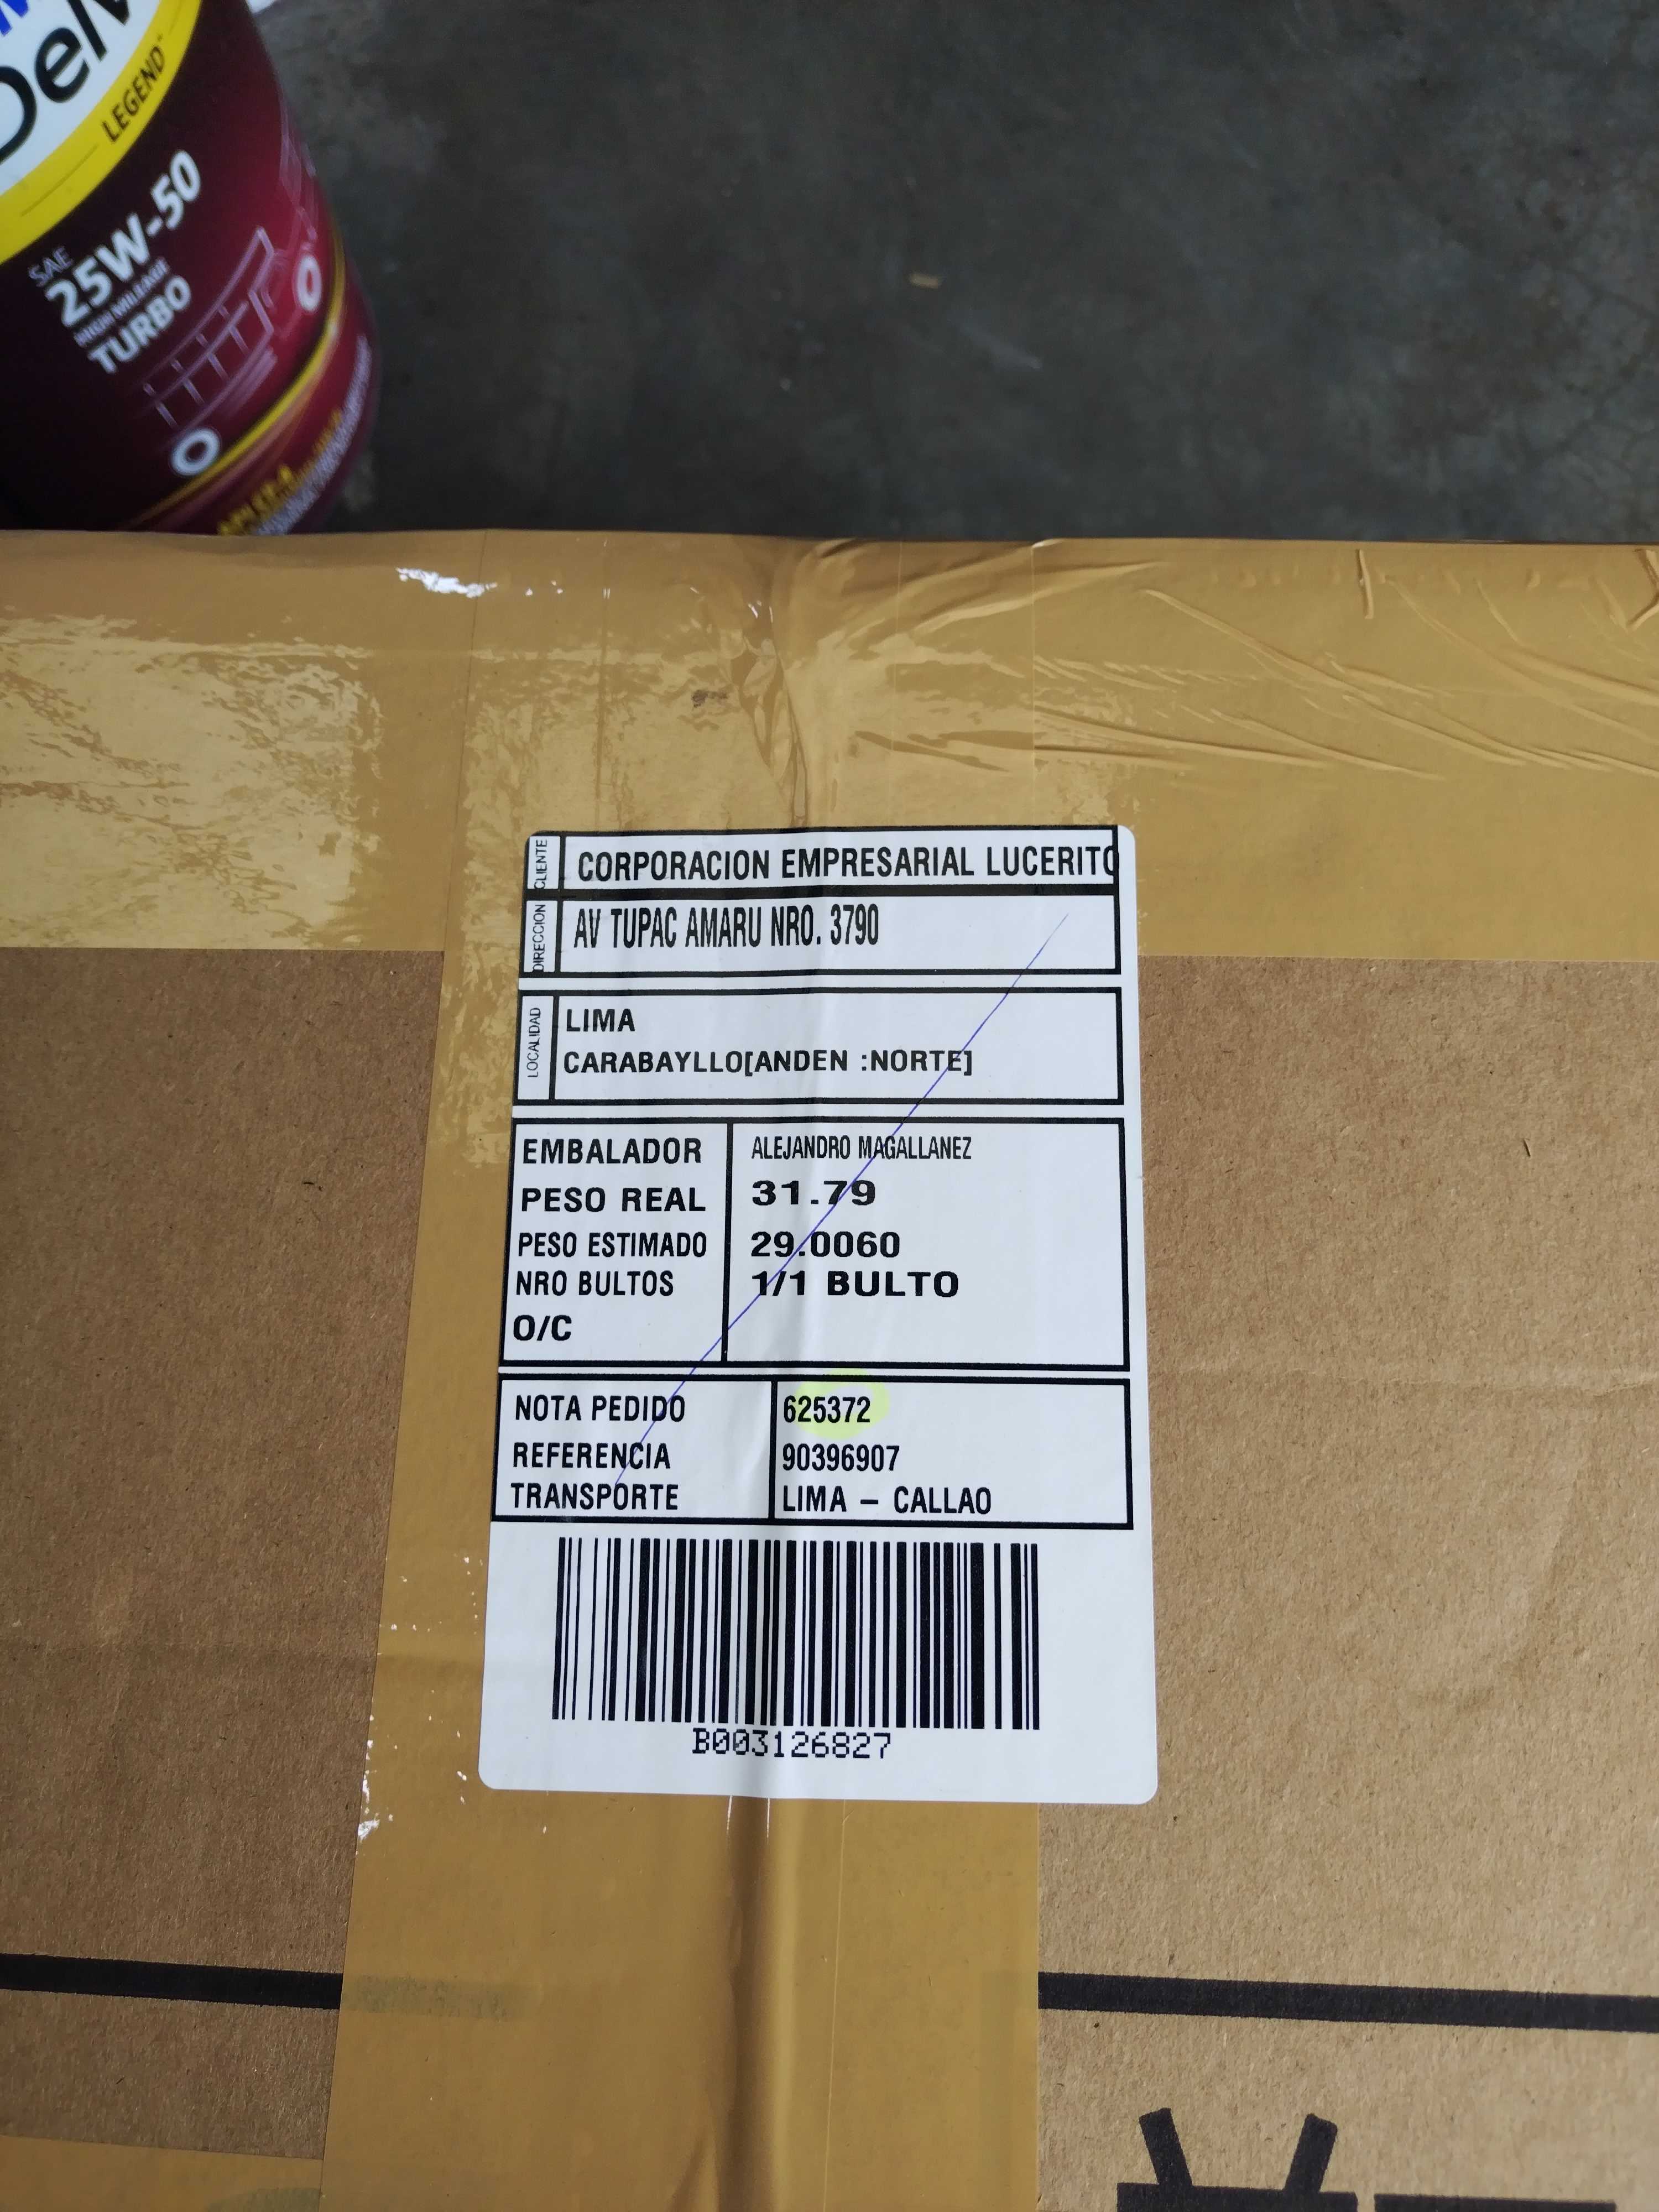 LEGEND
SAE
25W-50
HIGH MILEAGE
TURBO
CLIENTE
CORPORACION EMPRESARIAL LUCERITO
DIRECCION
AV TUPAC AMARU NRO. 3790
LOCALIDAD
LIMA
CARABAYLLO[ANDEN :NORTE]
EMBALADOR ALEJANDRO MAGALLANEZ
PESO REAL 31.79
PESO ESTIMADO 29.0060
NRO BULTOS 1/1 BULTO
O/C
NOTA PEDIDO 625372
REFERENCIA 90396907
TRANSPORTE LIMA – CALLAO
B003126827